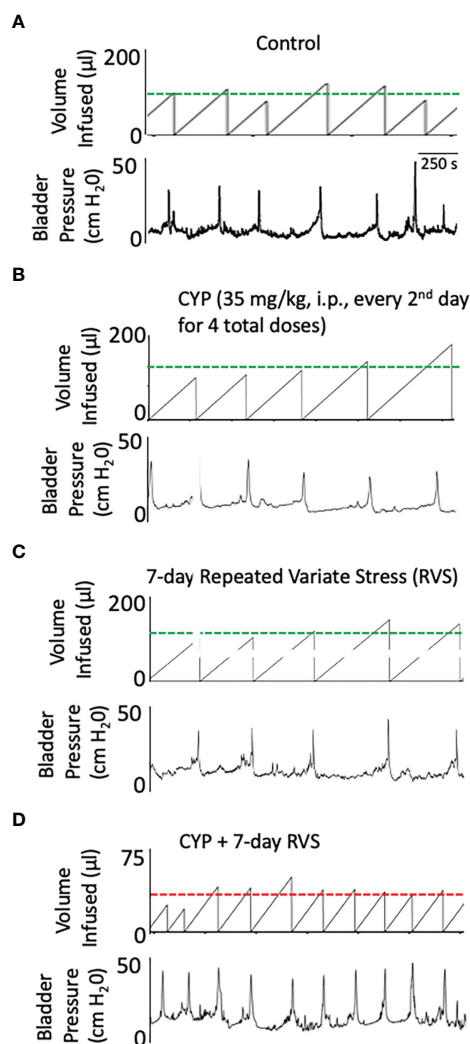 A
Control
200
Volume
Infused (µl)
0
50
Bladder
Pressure
(cm H20)
0
250 s
B
CYP (35 mg/kg, i.p., every 2nd day
for 4 total doses)
200
Volume
Infused (µl)
0
50
Bladder
Pressure
(cm H20)
0
C
7-day Repeated Variate Stress (RVS)
200
Volume
Infused (µl)
0
50
Bladder
Pressure
(cm H20)
0
D
CYP + 7-day RVS
75
Volume
Infused (µl)
0
50
Bladder
Pressure
(cm H20)
0